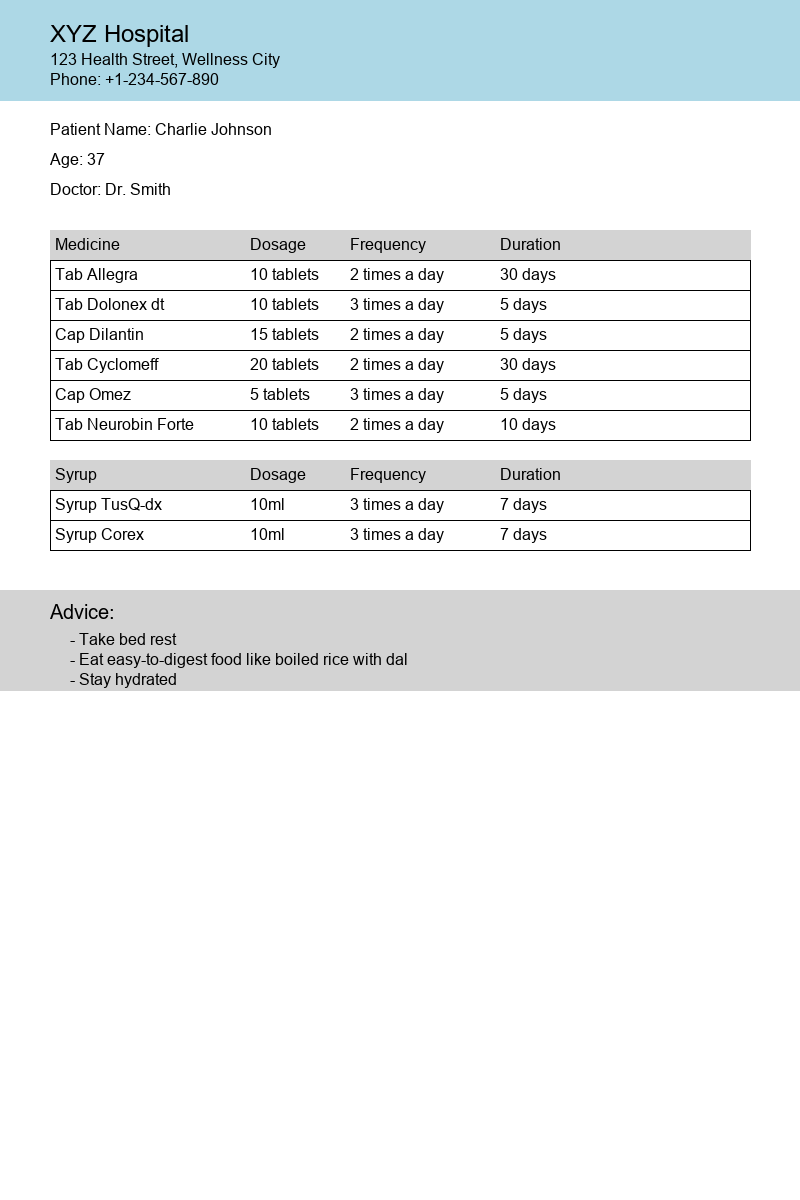 XYZ Hospital
123 Health Street, Wellness City
Phone: +1-234-567-890
Patient Name: Charlie Johnson
Age: 37
Doctor: Dr. Smith
Medicine Dosage Frequency Duration
Tab Allegra 10 tablets 2 times a day 30 days
Tab Dolonex dt 10 tablets 3 times a day 5 days
Cap Dilantin 15 tablets 2 times a day 5 days
Tab Cyclomeff 20 tablets 2 times a day 30 days
Cap Omez 5 tablets 3 times a day 5 days
Tab Neurobin Forte 10 tablets 2 times a day 10 days
Syrup Dosage Frequency Duration
Syrup TusQ-dx 10ml 3 times a day 7 days
Syrup Corex 10ml 3 times a day 7 days
Advice:
- Take bed rest
- Eat easy-to-digest food like boiled rice with dal
- Stay hydrated